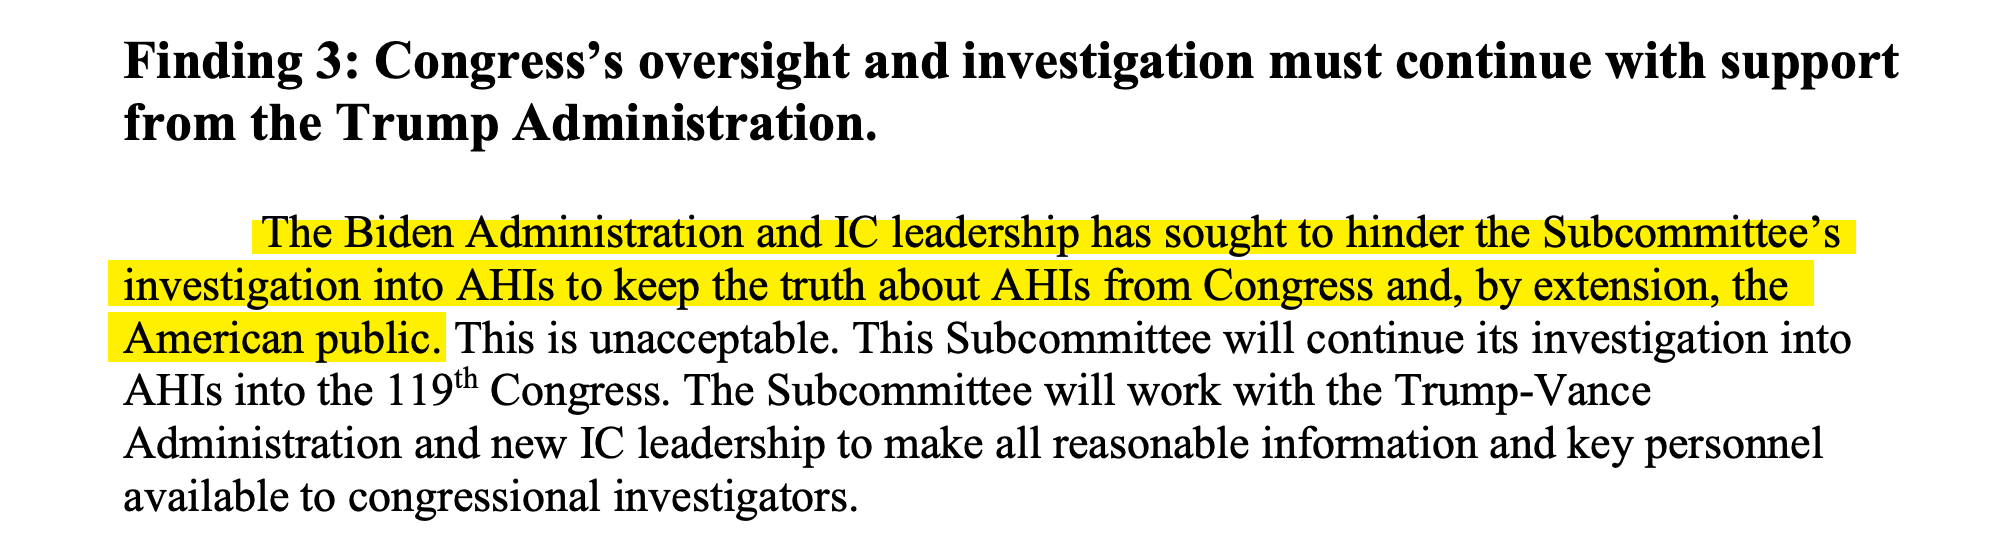 Finding 3: Congress’s oversight and investigation must continue with support
from the Trump Administration.
The Biden Administration and IC leadership has sought to hinder the Subcommittee’s
investigation into AHIs to keep the truth about AHIs from Congress and, by extension, the
American public. This is unacceptable. This Subcommittee will continue its investigation into
AHIs into the 119th Congress. The Subcommittee will work with the Trump-Vance
Administration and new IC leadership to make all reasonable information and key personnel
available to congressional investigators.